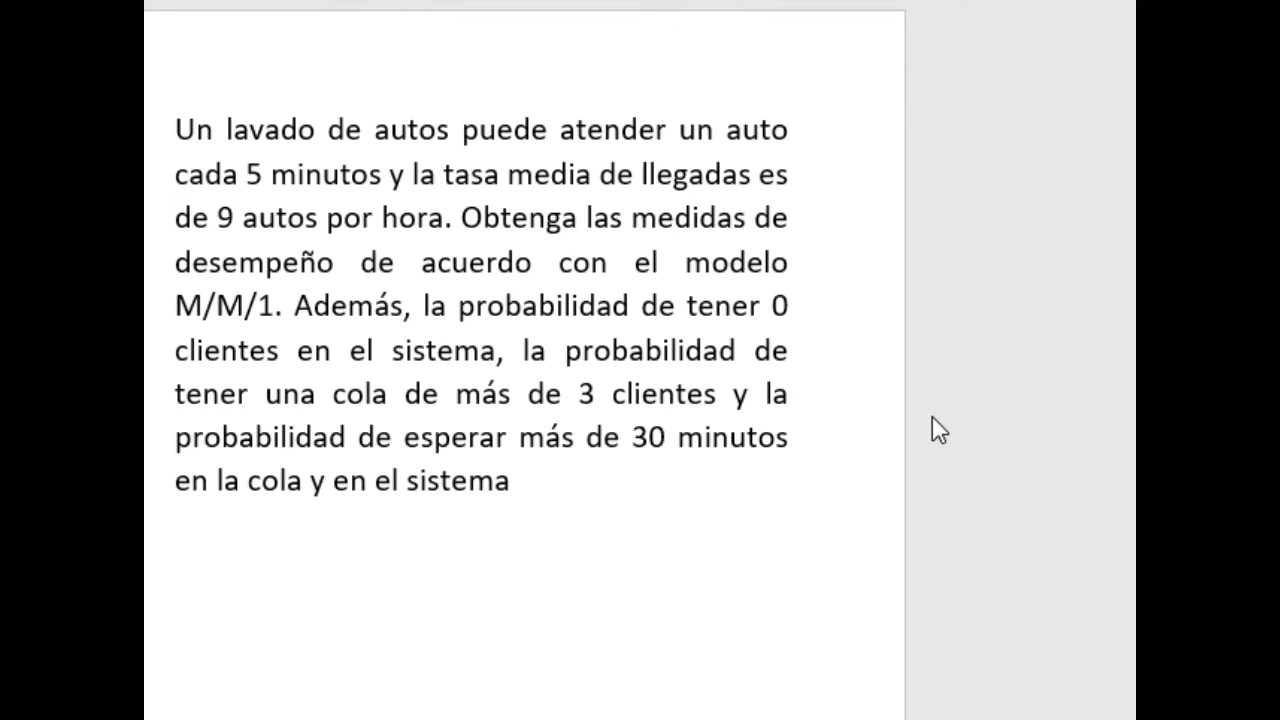 Un lavado de autos puede atender un auto
cada 5 minutos y la tasa media de llegadas es
de 9 autos por hora. Obtenga las medidas de
desempeño de acuerdo con el modelo
M/M/1. Además, la probabilidad de tener 0
clientes en el sistema, la probabilidad de
tener una cola de más de 3 clientes y la
probabilidad de esperar más de 30 minutos
en la cola y en el sistema